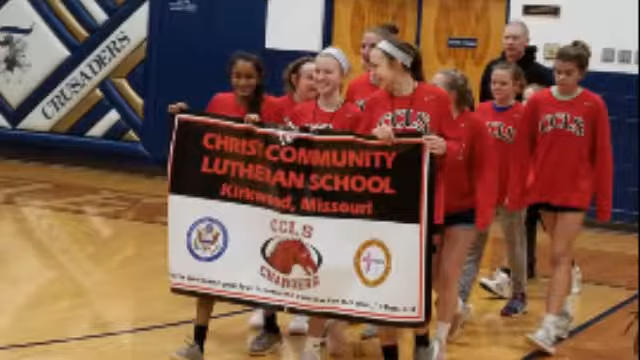 CRUSADERS
CHRIST COMMUNITY
LUTHERAN SCHOOL
Kirkwood, Missouri
CCLS
CHARGERS
CCLS
CCLS
CCLS